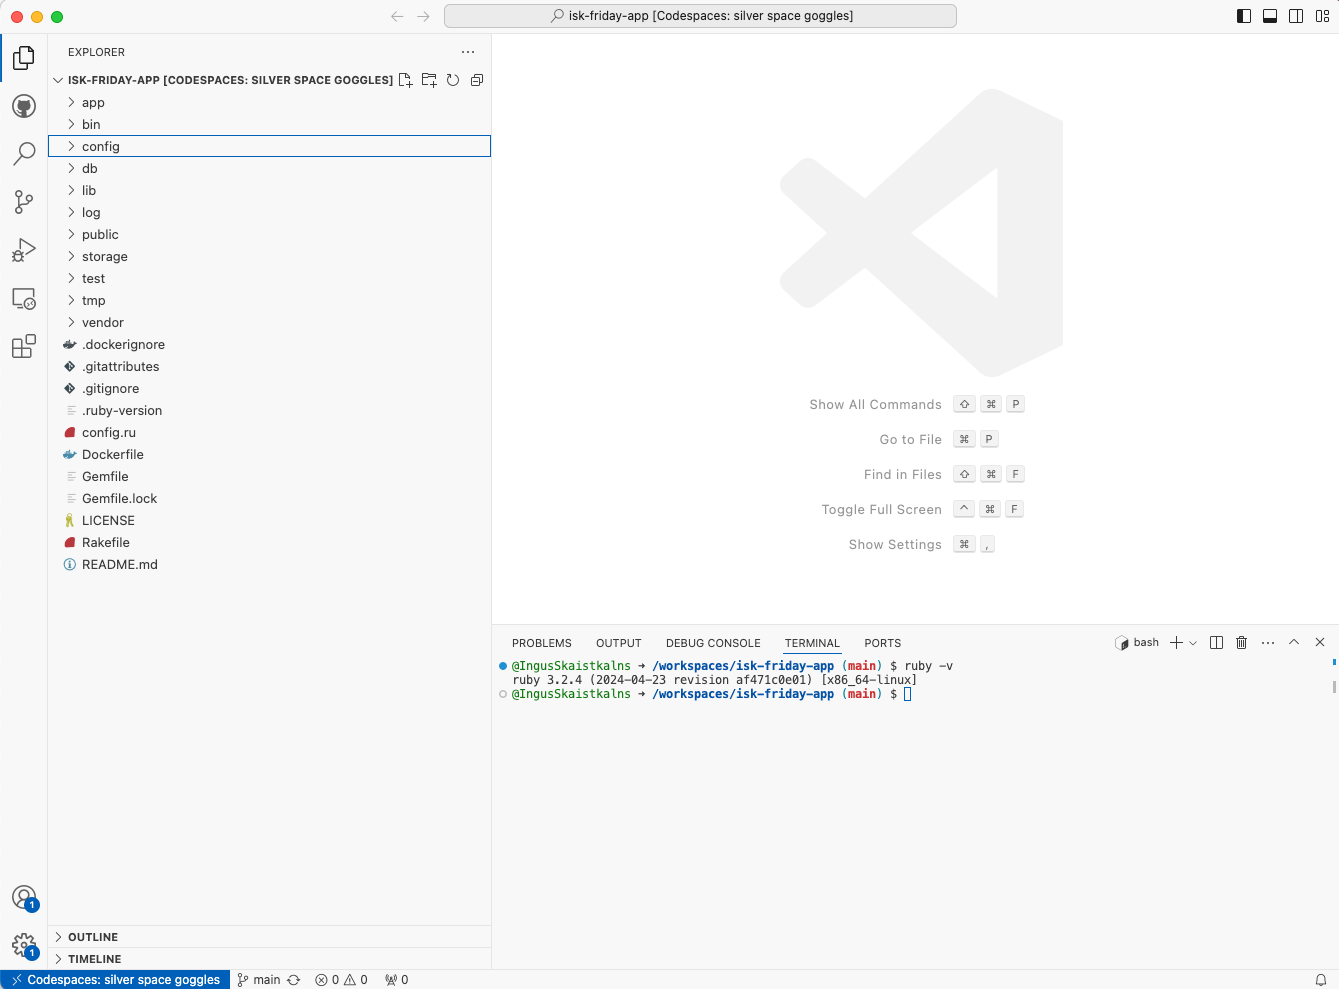 isk-friday-app [Codespaces: silver space goggles]
EXPLORER
ISK-FRIDAY-APP [CODESPACES: SILVER SPACE GOGGLES]
app
bin
config
db
lib
log
public
storage
test
tmp
vendor
.dockerignore
.gitattributes
.gitignore
.ruby-version
config.ru
Dockerfile
Gemfile
Gemfile.lock
LICENSE
Rakefile
README.md
Show All Commands ⇧ ⌘ P
Go to File ⌘ P
Find in Files ⇧ ⌘ F
Toggle Full Screen ^ ⌘ F
Show Settings ⌘ ,
PROBLEMS OUTPUT DEBUG CONSOLE TERMINAL PORTS bash
@IngusSkaistkalns ➜ /workspaces/isk-friday-app (main) $ ruby -v
ruby 3.2.4 (2024-04-23 revision af471c0e01) [x86_64-linux]
@IngusSkaistkalns ➜ /workspaces/isk-friday-app (main) $
1
1
OUTLINE
TIMELINE
Codespaces: silver space goggles main 0 0 0